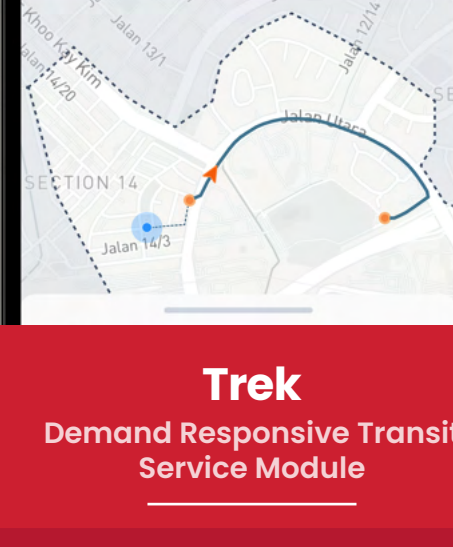 Khoo Kay Kim
Jalan 13/1
Jalan 12/14
Jalan 14/20
SE
Jalan Utara
SECTION 14
Jalan 14/3
Trek
Demand Responsive Transit
Service Module